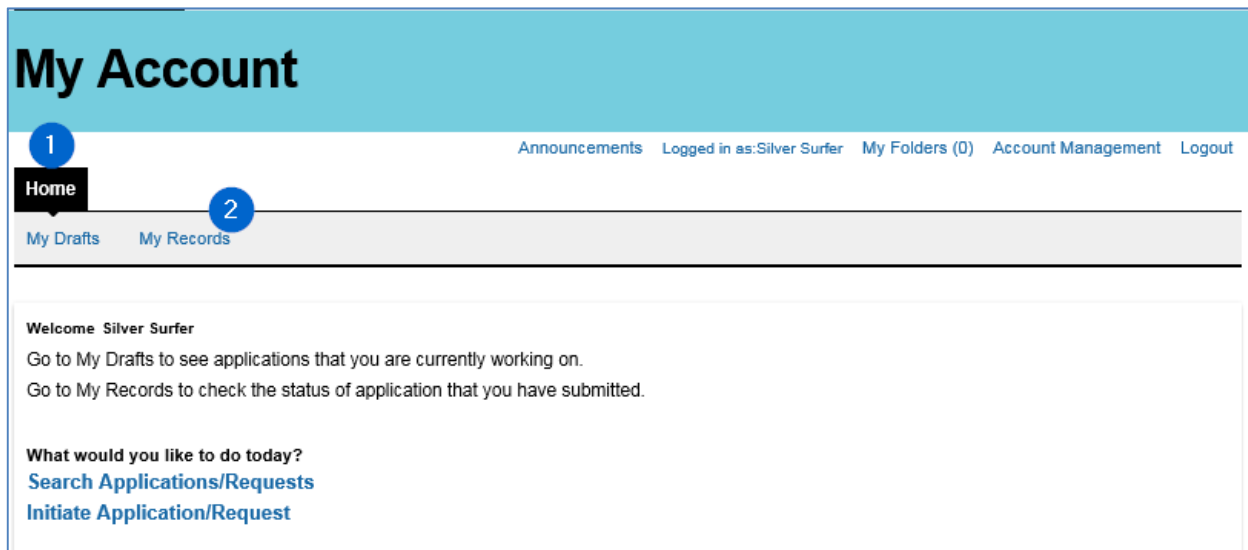 My Account
1
Announcements Logged in as:Silver Surfer My Folders (0) Account Management Logout
Home
2
My Drafts My Records
Welcome Silver Surfer
Go to My Drafts to see applications that you are currently working on.
Go to My Records to check the status of application that you have submitted.
What would you like to do today?
Search Applications/Requests
Initiate Application/Request